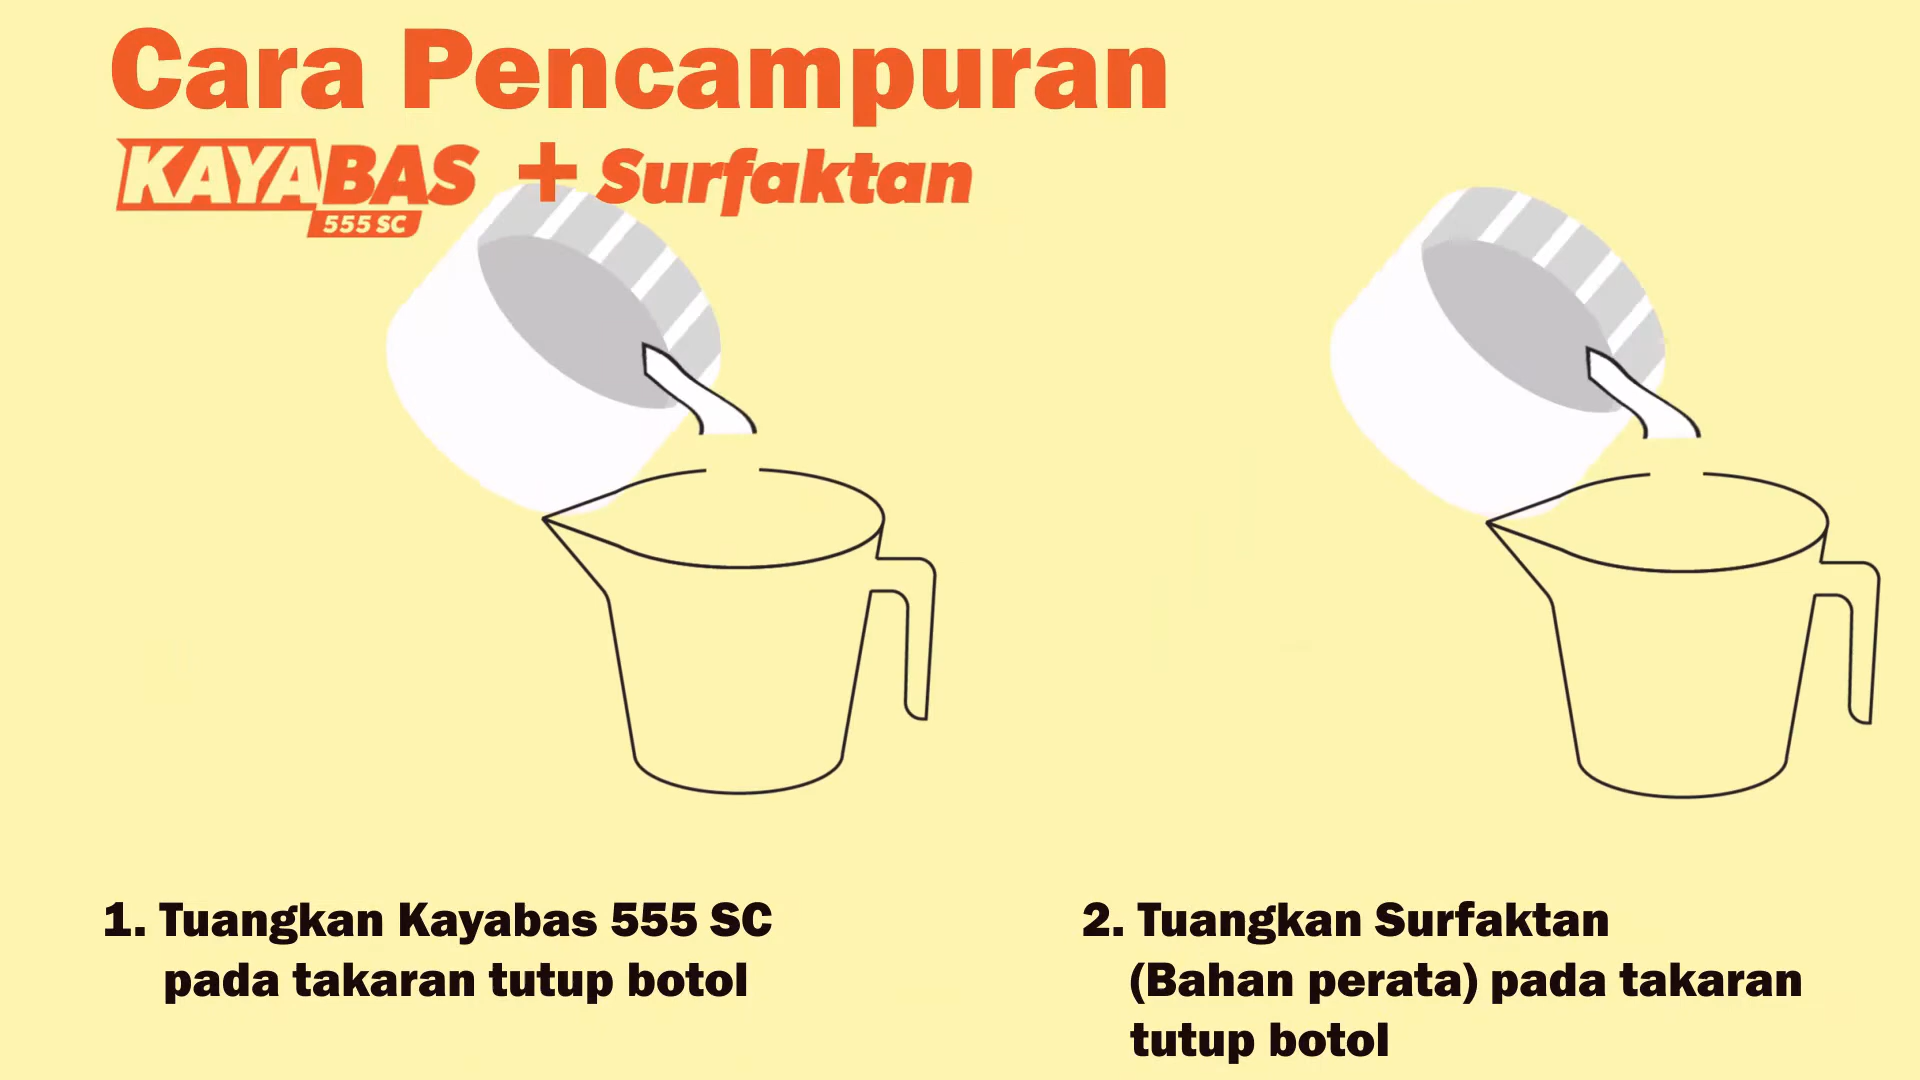 Cara Pencampuran
KAYABAS + Surfaktan
555 SC
1. Tuangkan Kayabas 555 SC
pada takaran tutup botol
2. Tuangkan Surfaktan
(Bahan perata) pada takaran
tutup botol